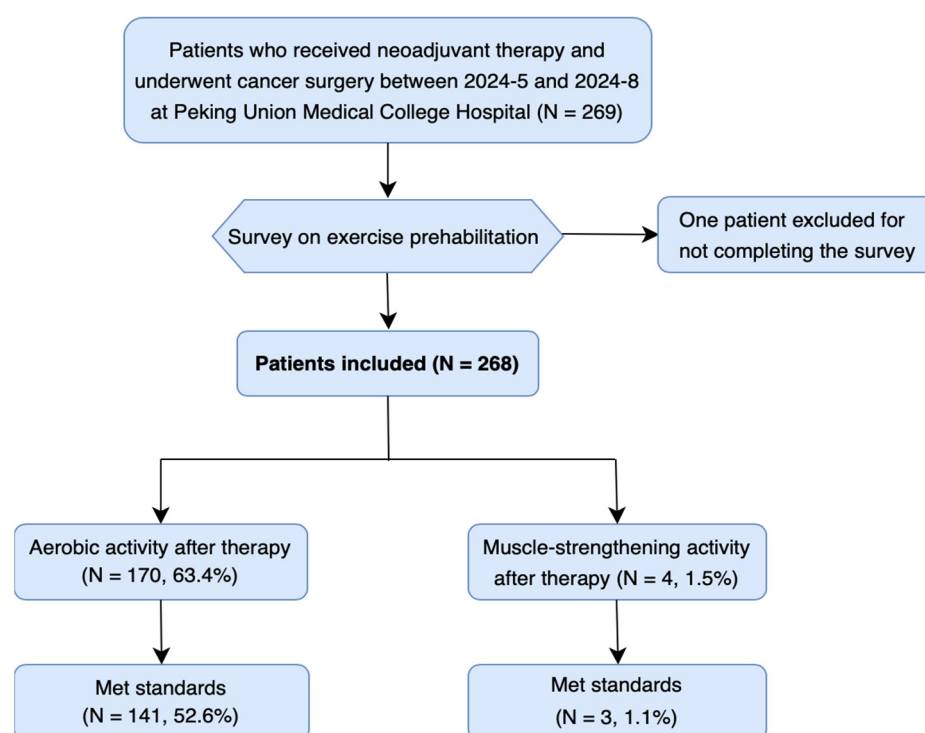 Patients who received neoadjuvant therapy and
underwent cancer surgery between 2024-5 and 2024-8
at Peking Union Medical College Hospital (N = 269)
Survey on exercise prehabilitation
One patient excluded for
not completing the survey
Patients included (N = 268)
Aerobic activity after therapy
(N = 170, 63.4%)
Muscle-strengthening activity
after therapy (N = 4, 1.5%)
Met standards
(N = 141, 52.6%)
Met standards
(N = 3, 1.1%)